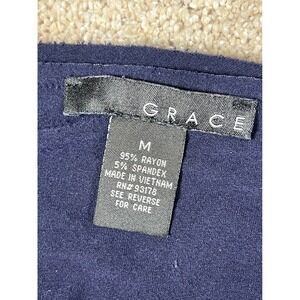 GRACE
M
95% RAYON
5% SPANDEX
MADE IN VIETNAM
RN# 93178
SEE REVERSE
FOR CARE